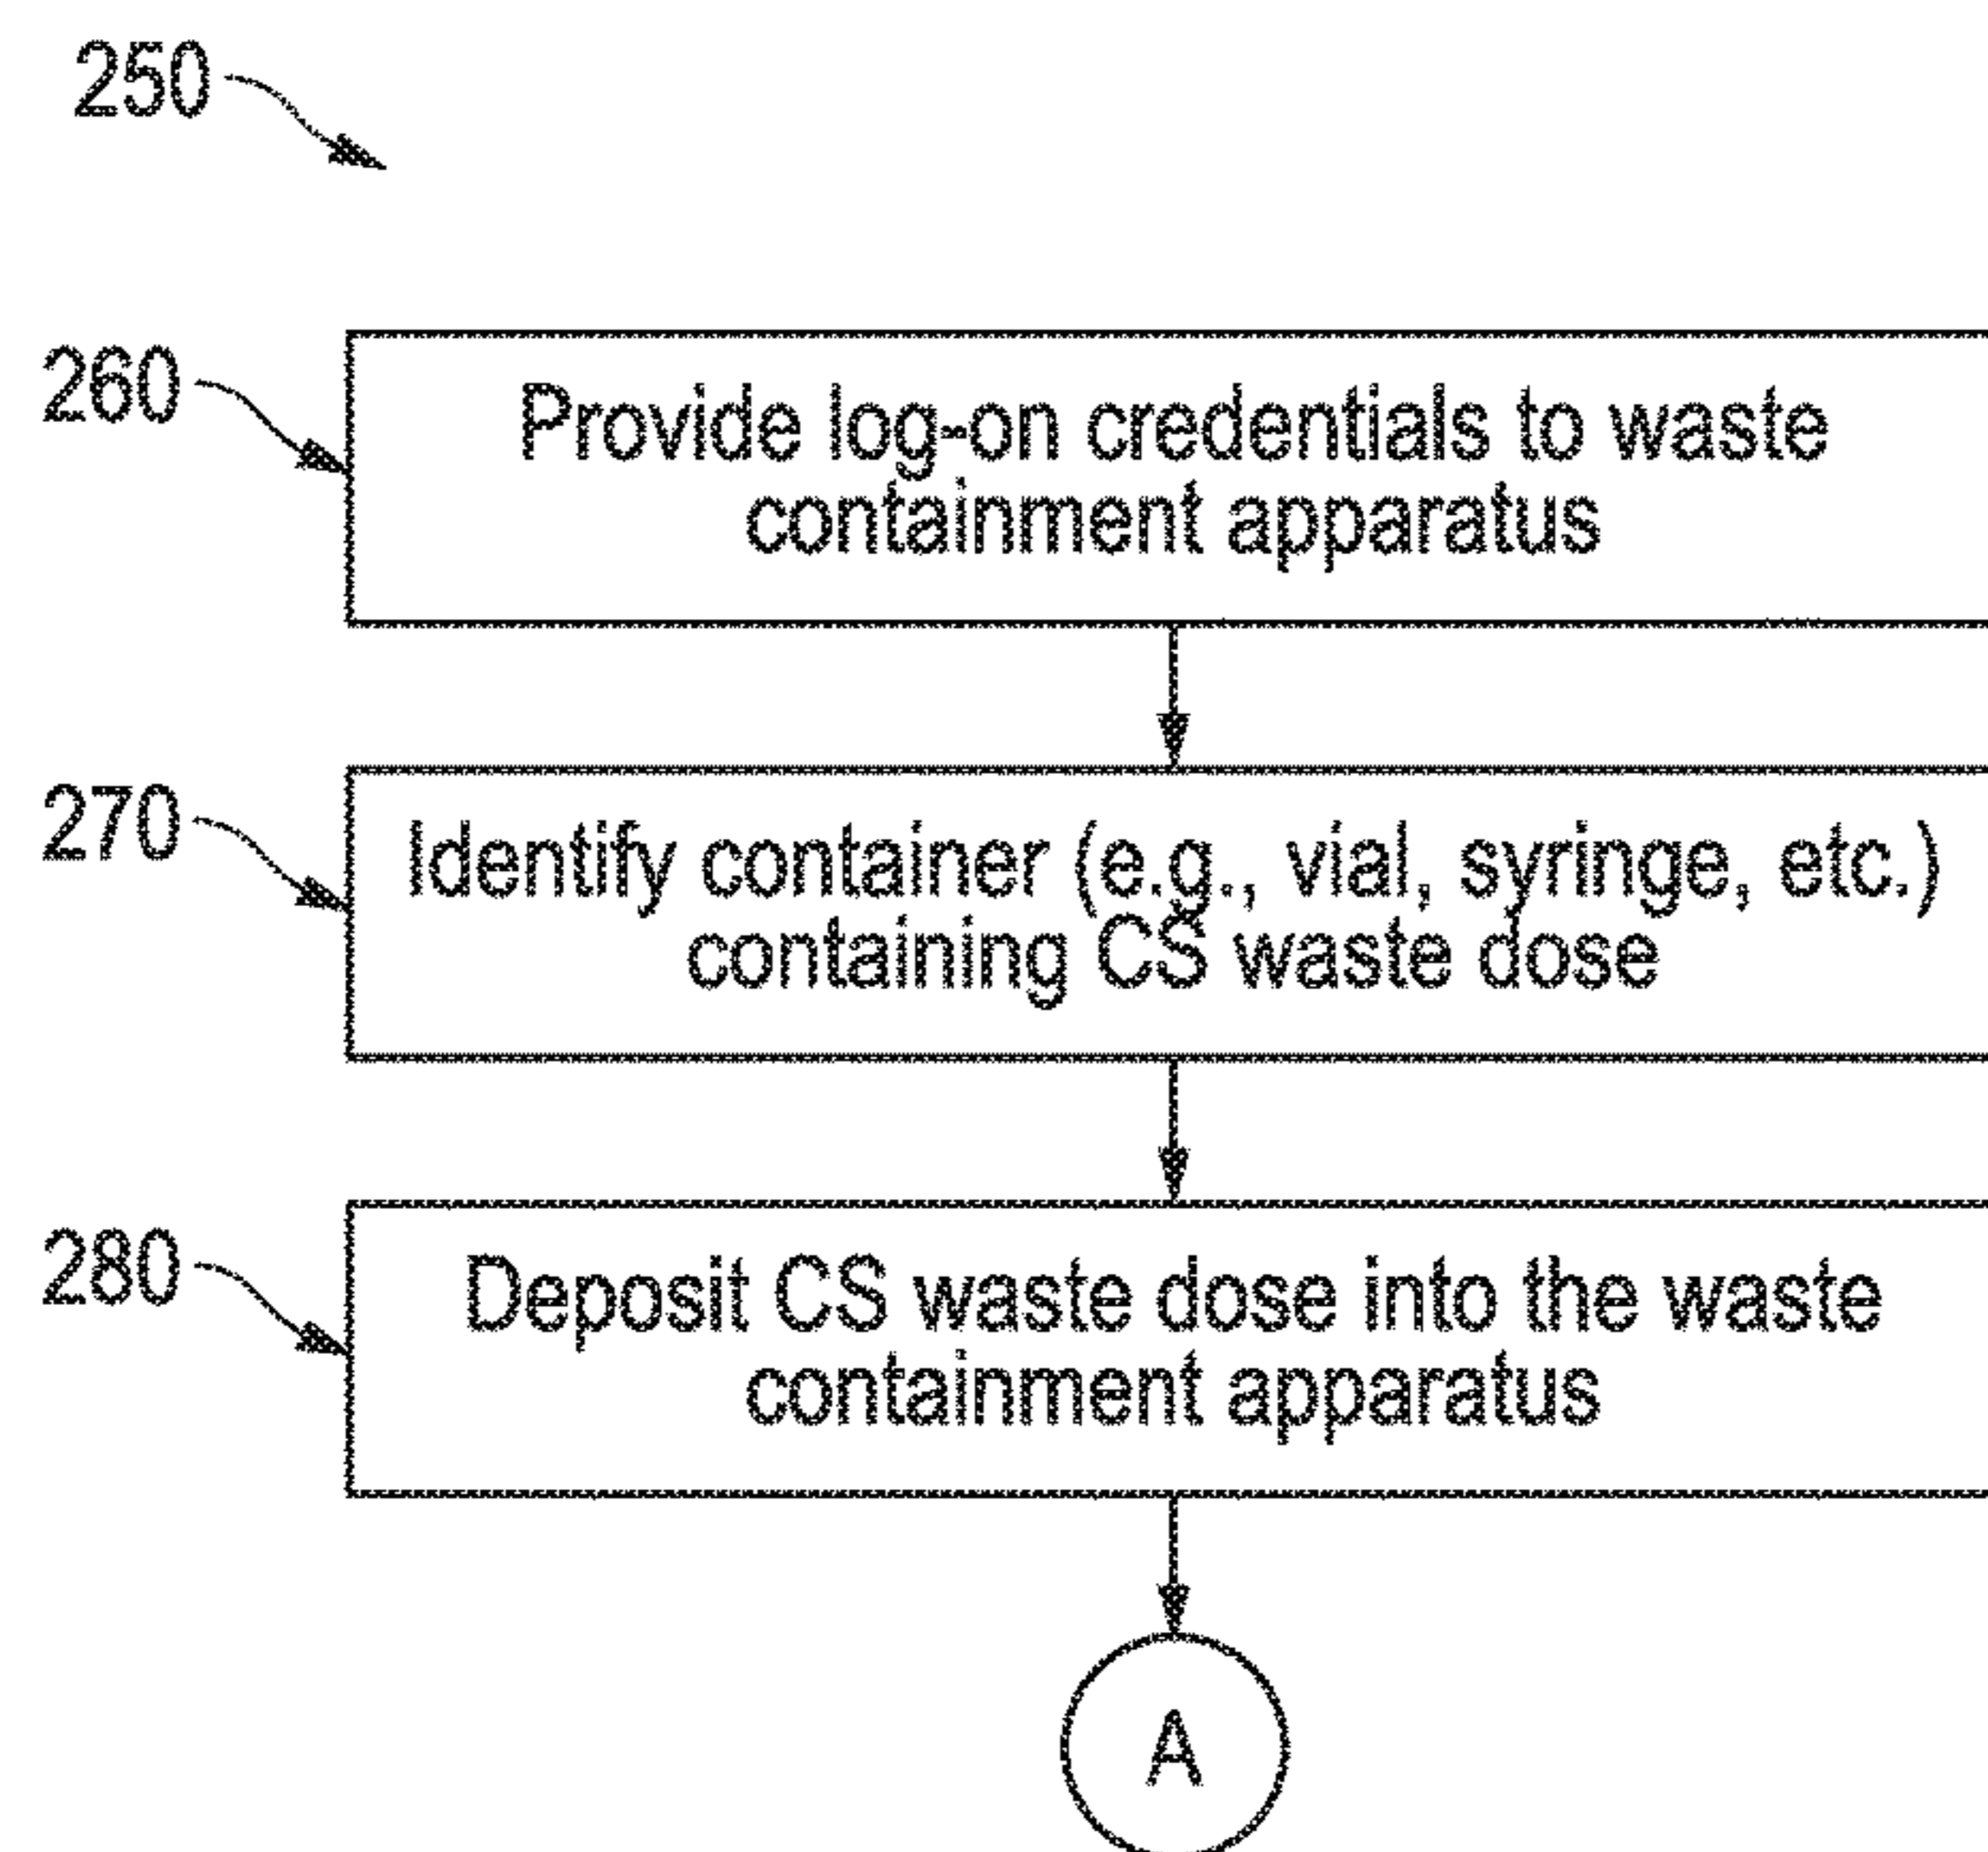 250
260
Provide log-on credentials to waste
containment apparatus
270
Identify container (e.g., vial, syringe, etc.)
containing CS waste dose
280
Deposit CS waste dose into the waste
containment apparatus
A